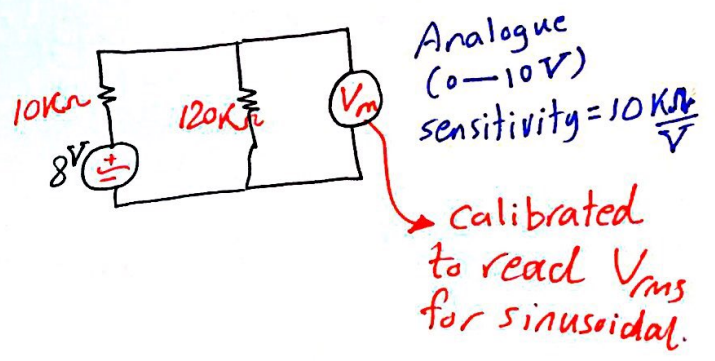 Analogue
(0—10V)
sensitivity = 10 KΩ/V
10KΩ
120KΩ
Vm
8V
+
=
calibrated
to read Vrms
for sinusoidal.